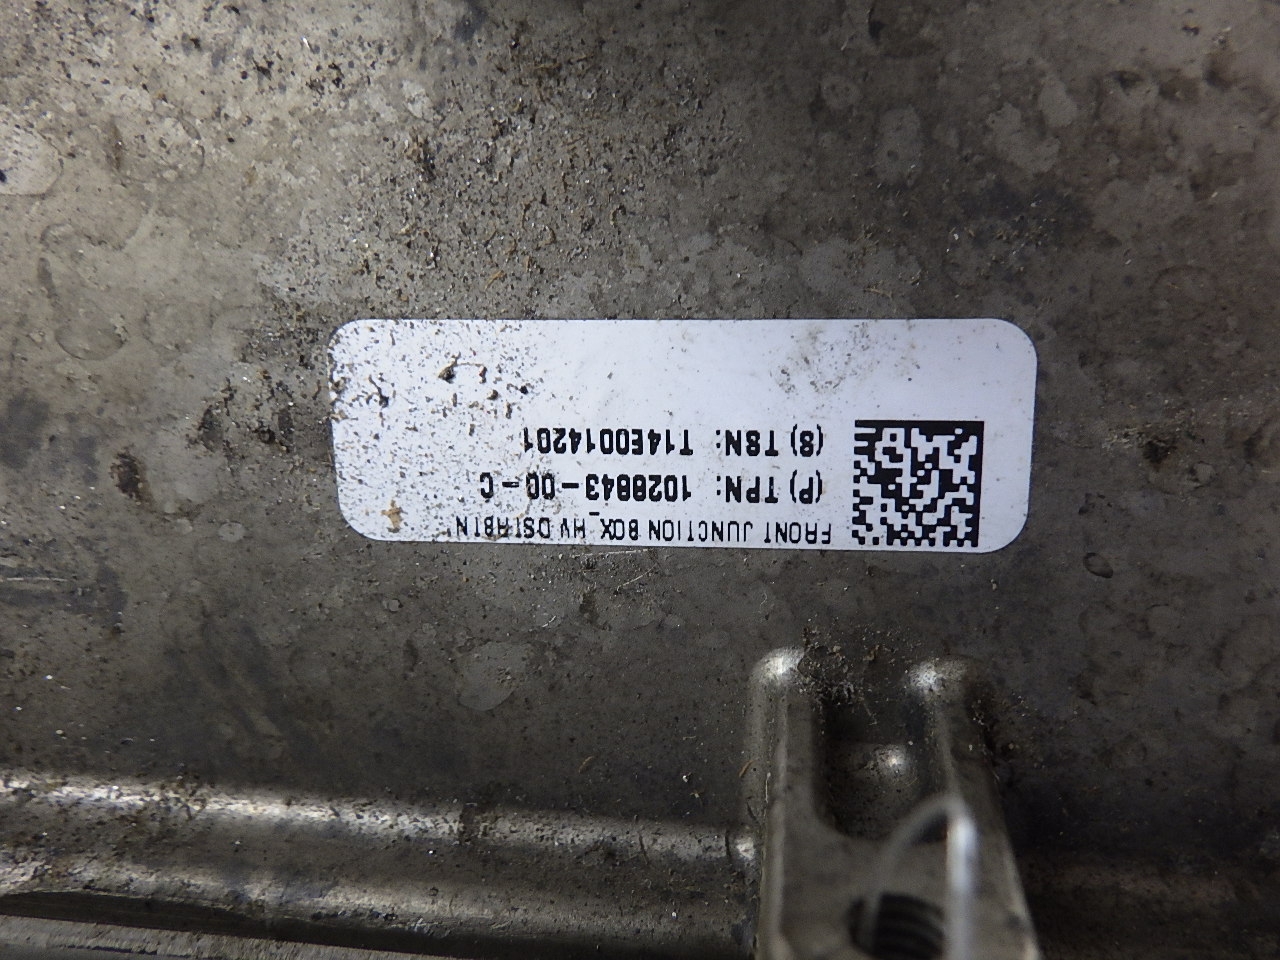 FRONT JUNCTION BOX_HV DSTRBTN
(P) TPN: 1028843-00-C
(S) TSN: T14E0014201